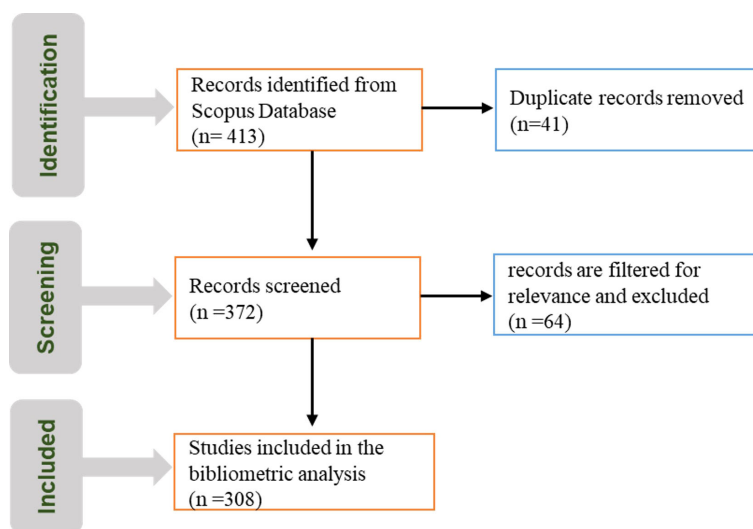 Identification
Records identified from
Scopus Database
(n= 413)
Duplicate records removed
(n=41)
Screening
Records screened
(n =372)
records are filtered for
relevance and excluded
(n =64)
Included
Studies included in the
bibliometric analysis
(n =308)